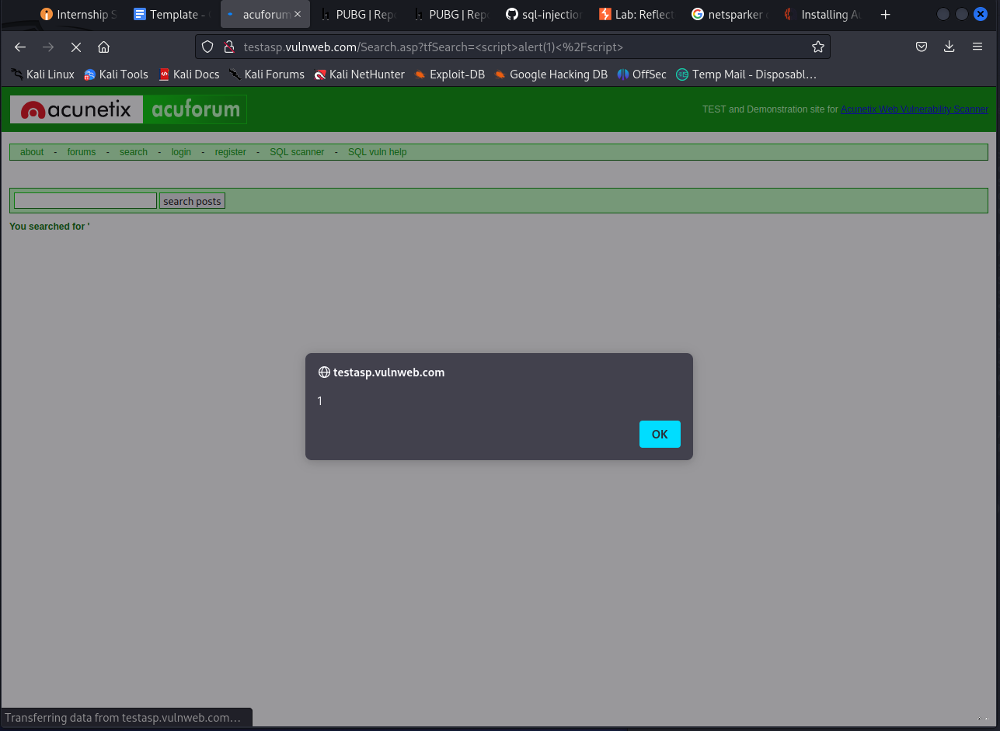 Internship S Template - acuforum PUBG | Repo PUBG | Repo sql-injection Lab: Reflect netsparker Installing Au
testasp.vulnweb.com/Search.asp?tfSearch=<script>alert(1)<%2Fscript>
Kali Linux Kali Tools Kali Docs Kali Forums Kali NetHunter Exploit-DB Google Hacking DB OffSec Temp Mail - Disposabl…
acunetix acuforum
TEST and Demonstration site for Acunetix Web Vulnerability Scanner
about - forums - search - login - register - SQL scanner - SQL vuln help
search posts
You searched for '
testasp.vulnweb.com
1
OK
Transferring data from testasp.vulnweb.com…